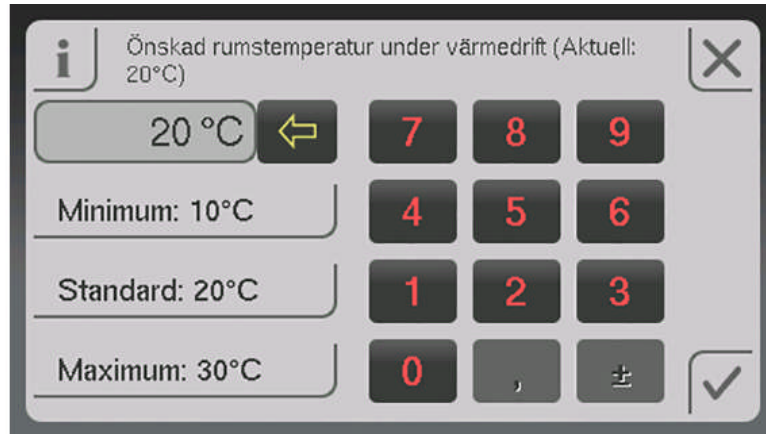 i
Önskad rumstemperatur under värmedrift (Aktuell:
20°C)
20 °C
7 8 9
Minimum: 10°C
4 5 6
Standard: 20°C
1 2 3
Maximum: 30°C
0 , ±